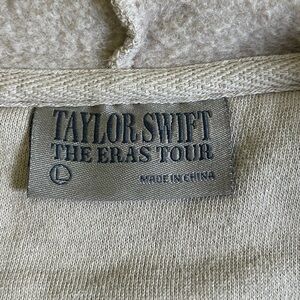 TAYLOR SWIFT
THE ERAS TOUR
L
MADE IN CHINA